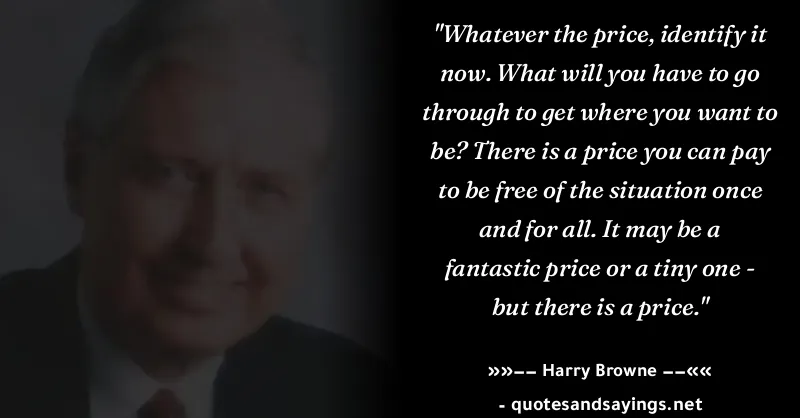 "Whatever the price, identify it
now. What will you have to go
through to get where you want to
be? There is a price you can pay
to be free of the situation once
and for all. It may be a
fantastic price or a tiny one -
but there is a price."
»»–– Harry Browne ––««
- quotesandsayings.net